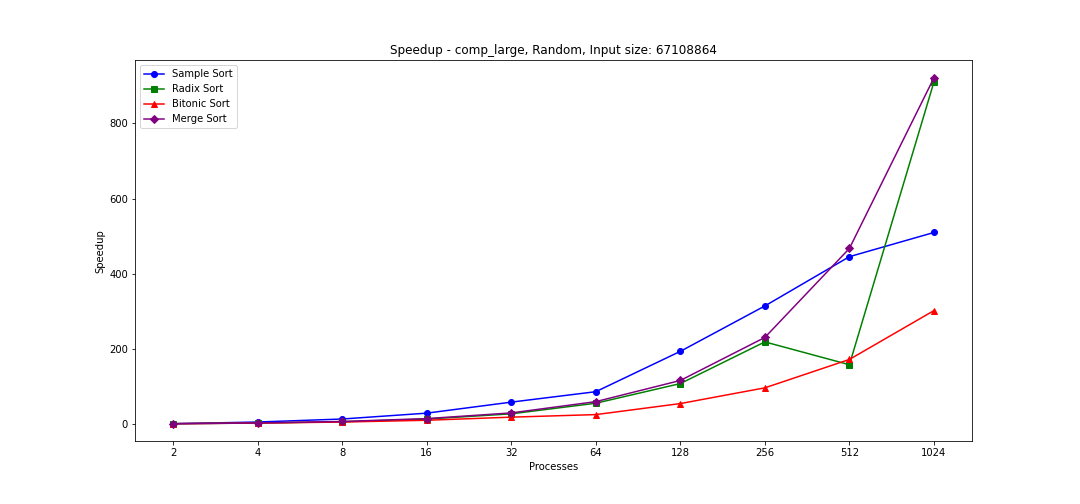 Speedup - comp_large, Random, Input size: 67108864
Sample Sort
Radix Sort
Bitonic Sort
Merge Sort
Speedup
800
600
400
200
0
2 4 8 16 32 64 128 256 512 1024
Processes